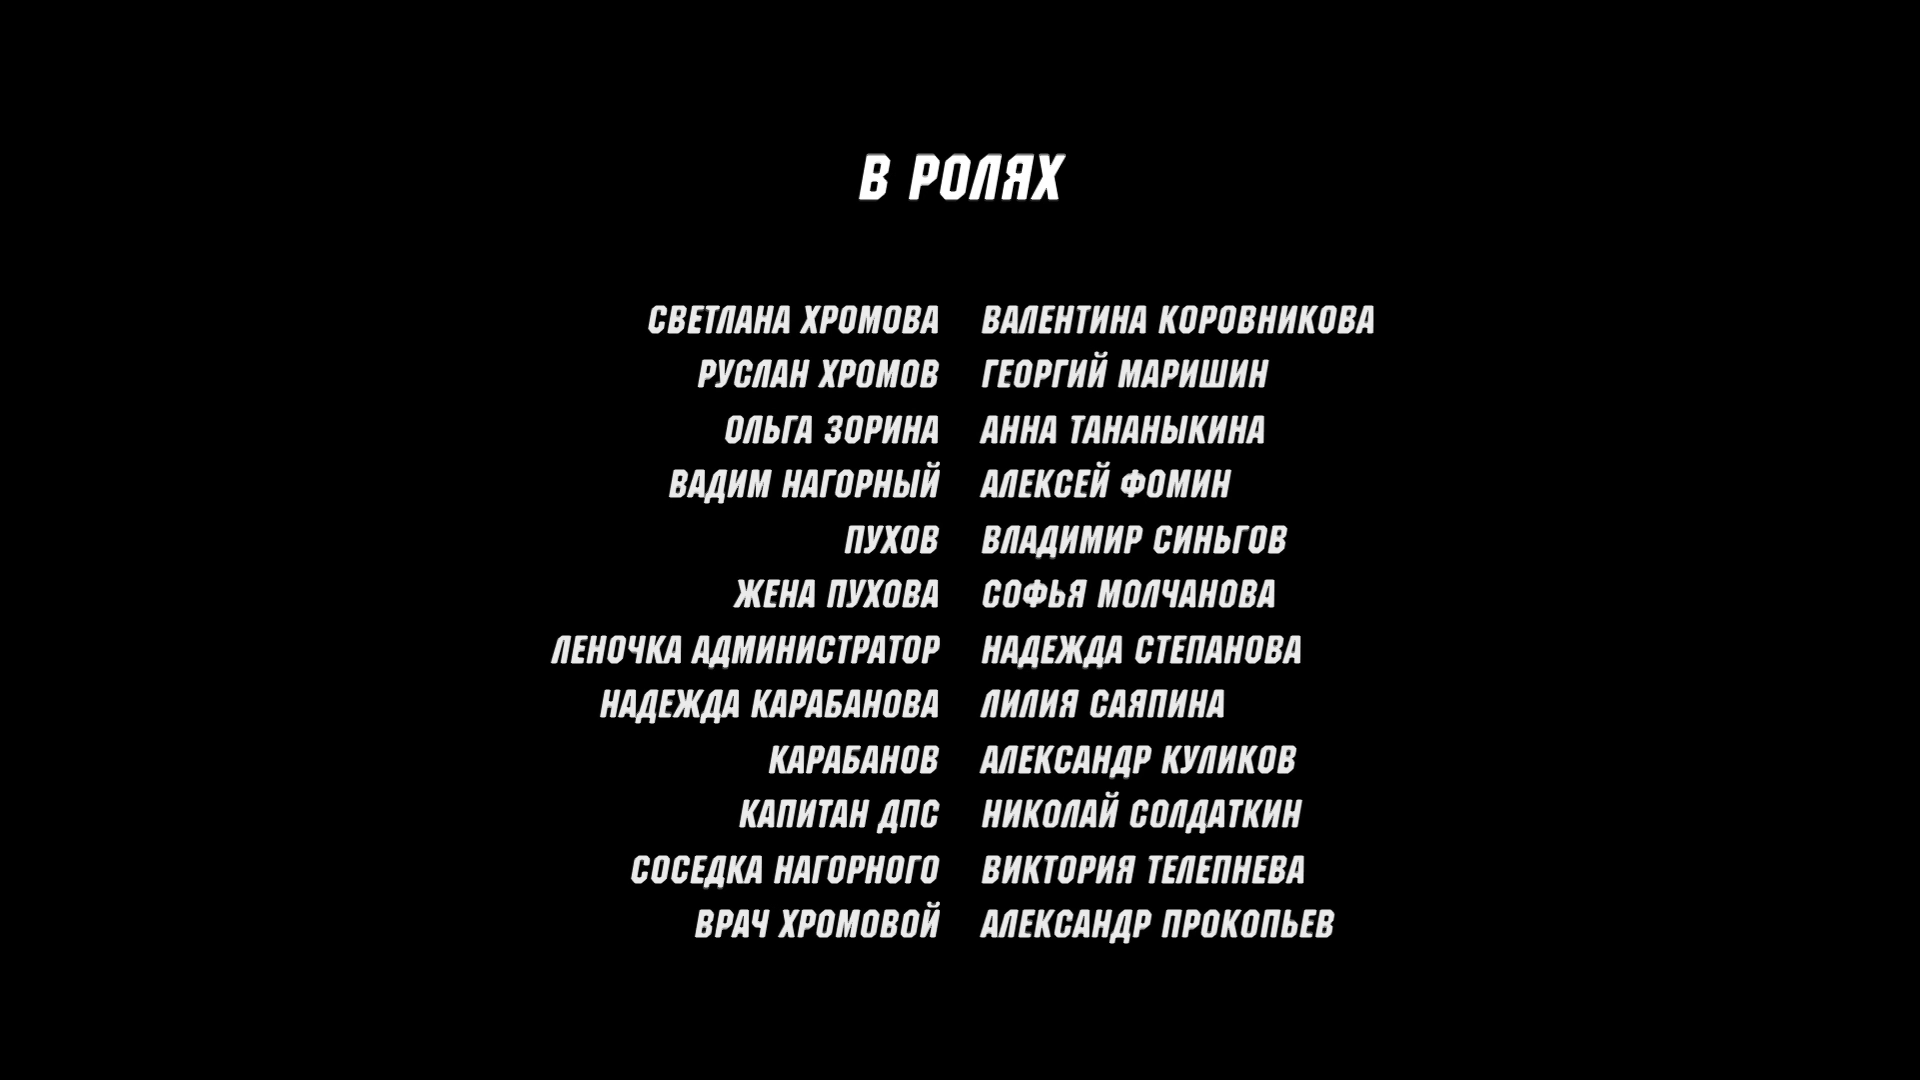 В РОЛЯХ
СВЕТЛАНА ХРОМОВА ВАЛЕНТИНА КОРОВНИКОВА
РУСЛАН ХРОМОВ ГЕОРГИЙ МАРИШИН
ОЛЬГА ЗОРИНА АННА ТАНАНЫКИНА
ВАДИМ НАГОРНЫЙ АЛЕКСЕЙ ФОМИН
ПУХОВ ВЛАДИМИР СИНЬГОВ
ЖЕНА ПУХОВА СОФЬЯ МОЛЧАНОВА
ЛЕНОЧКА АДМИНИСТРАТОР НАДЕЖДА СТЕПАНОВА
НАДЕЖДА КАРАБАНОВА ЛИЛИЯ САЯПИНА
КАРАБАНОВ АЛЕКСАНДР КУЛИКОВ
КАПИТАН ДПС НИКОЛАЙ СОЛДАТКИН
СОСЕДКА НАГОРНОГО ВИКТОРИЯ ТЕЛЕПНЕВА
ВРАЧ ХРОМОВОЙ АЛЕКСАНДР ПРОКОПЬЕВ